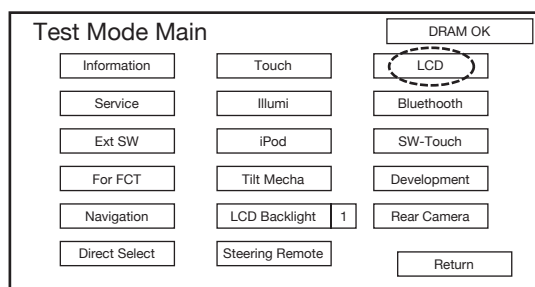 Test Mode Main
DRAM OK
Information
Touch
LCD
Service
Illumi
Bluethooth
Ext SW
iPod
SW-Touch
For FCT
Tilt Mecha
Development
Navigation
LCD Backlight 1
Rear Camera
Direct Select
Steering Remote
Return